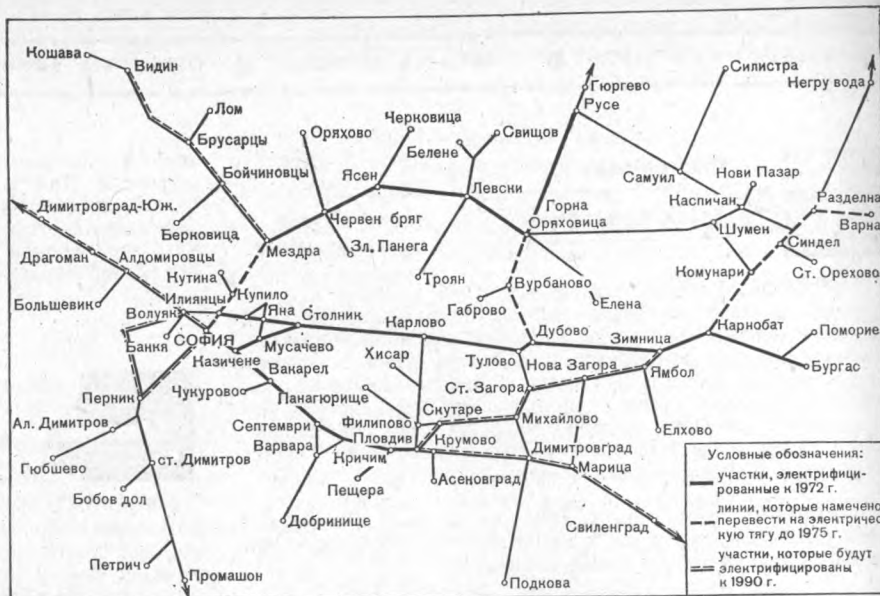 Кошава
Видин
Лом
Брусарцы
Бойчиновцы
Берковица
Мездра
Оряхово
Черковица
Ясен
Червен бряг
Зл. Панега
Белене
Свищов
Левски
Троян
Гюргево
Русе
Горна
Оряховица
Самуил
Силистра
Нови Пазар
Каспичан
Шумен
Негру вода
Разделна
Варна
Синдел
Ст. Орехово
Комунари
Карнобат
Поморие
Бургас
Димитровград-Юж.
Драгоман
Алдомировцы
Большевик
Кутина
Илиянцы
Купило
Волуяк
Яна
Столник
Банкя
СОФИЯ
Мусачево
Казичене
Вакарел
Чукурово
Карлово
Хисар
Вурбаново
Габрово
Елена
Дубово
Тулово
Зимница
Нова Загора
Ст. Загора
Ямбол
Елхово
Перник
Ал. Димитров
Гюбшево
ст. Димитров
Бобов дол
Петрич
Промашон
Панагюрище
Септември
Варвара
Добринище
Филипово
Скутаре
Пловдив
Крумово
Кричим
Пещера
Асеновград
Михайлово
Димитровград
Марица
Свиленград
Подкова
Условные обозначения:
участки, электрифици-
рованные к 1972 г.
линии, которые намечено
перевести на электричес
кую тягу до 1975 г.
участки, которые будут
электрифицированы
к 1990 г.